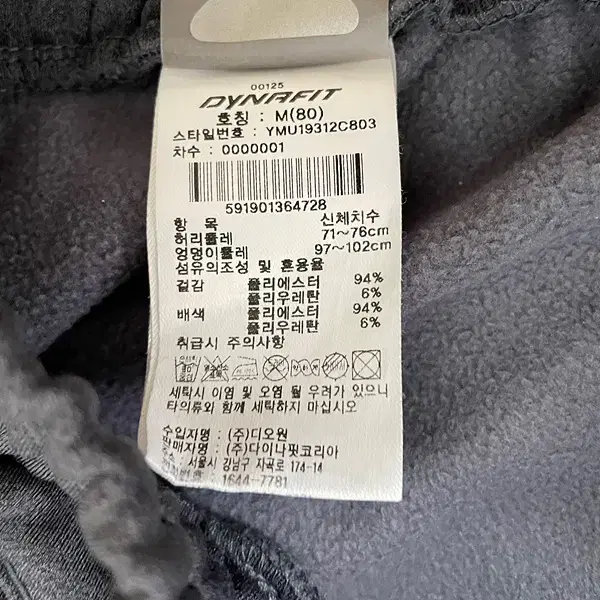 00125
DYNAFIT
호칭 : M(80)
스타일번호 : YMU19312C803
차수 : 0000001
591901364728
항 목 신체치수
허리둘레 71~76cm
엉덩이둘레 97~102cm
섬유의조성 및 혼용율
겉감 폴리에스터 94%
폴리우레탄 6%
배색 폴리에스터 94%
폴리우레탄 6%
취급시 주의사항
세탁시 이염 및 오염 될 우려가 있으니
타의류와 함께 세탁하지 마십시오
수입자명 : (주)디오원
판매자명 : (주)다이나핏코리아
: 서울시 강남구 자곡로 174-14
1644-7781